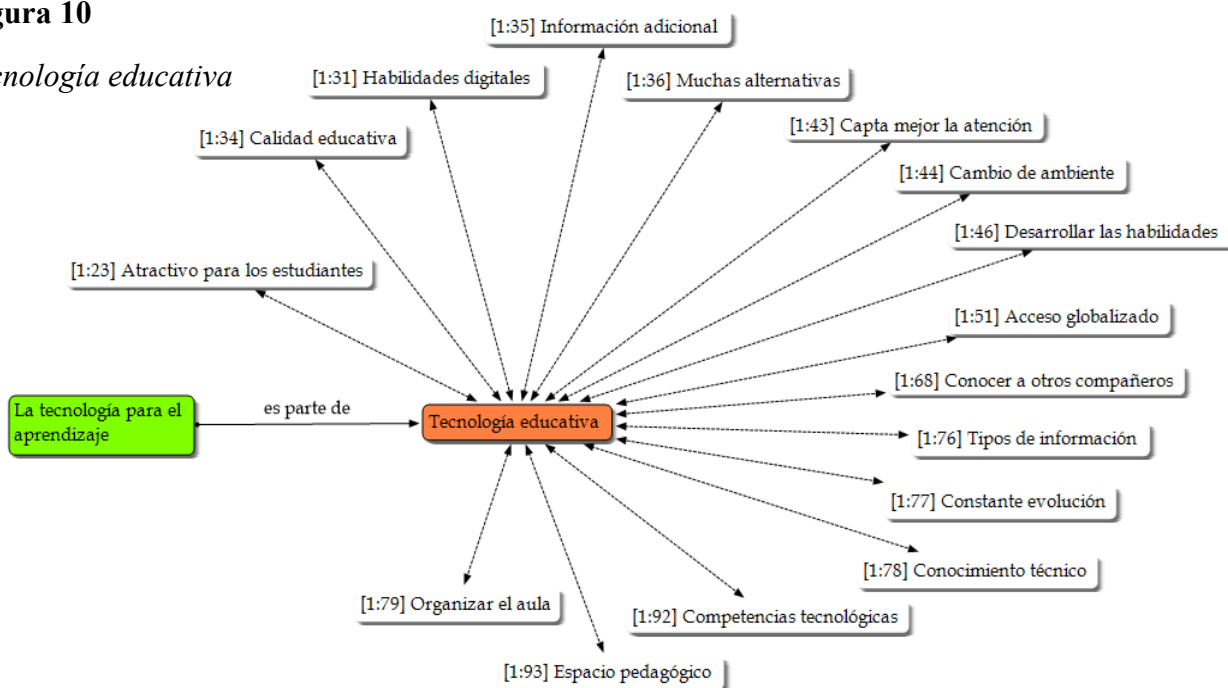 gura 10
cnología educativa
[1:35] Información adicional
[1:31] Habilidades digitales
[1:36] Muchas alternativas
[1:34] Calidad educativa
[1:43] Capta mejor la atención
[1:44] Cambio de ambiente
[1:46] Desarrollar las habilidades
[1:23] Atractivo para los estudiantes
[1:51] Acceso globalizado
[1:68] Conocer a otros compañeros
La tecnología para el
aprendizaje
es parte de
Tecnología educativa
[1:76] Tipos de información
[1:77] Constante evolución
[1:78] Conocimiento técnico
[1:79] Organizar el aula
[1:92] Competencias tecnológicas
[1:93] Espacio pedagógico